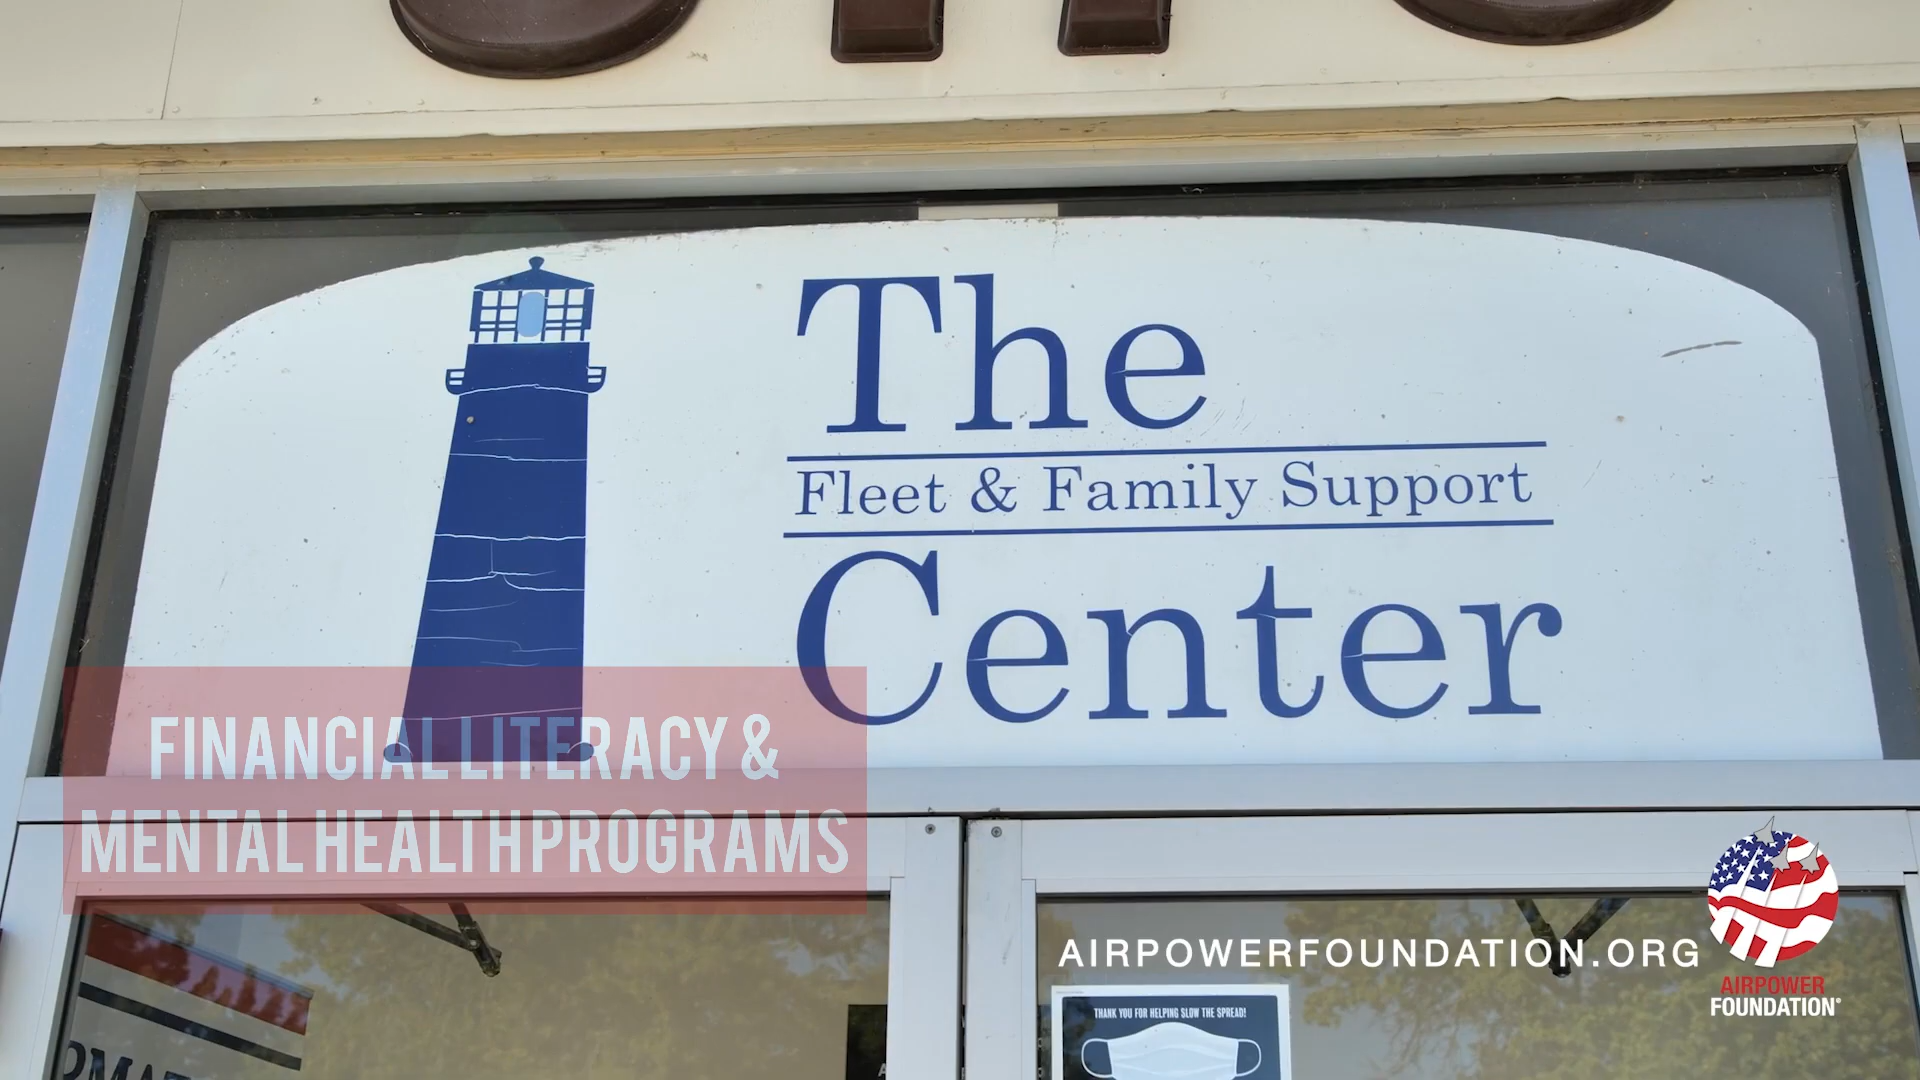 The
Fleet & Family Support
Center
FINANCIAL LITERACY &
MENTAL HEALTH PROGRAMS
AIRPOWERFOUNDATION.ORG
AIRPOWER
FOUNDATION®
THANK YOU FOR HELPING SLOW THE SPREAD!